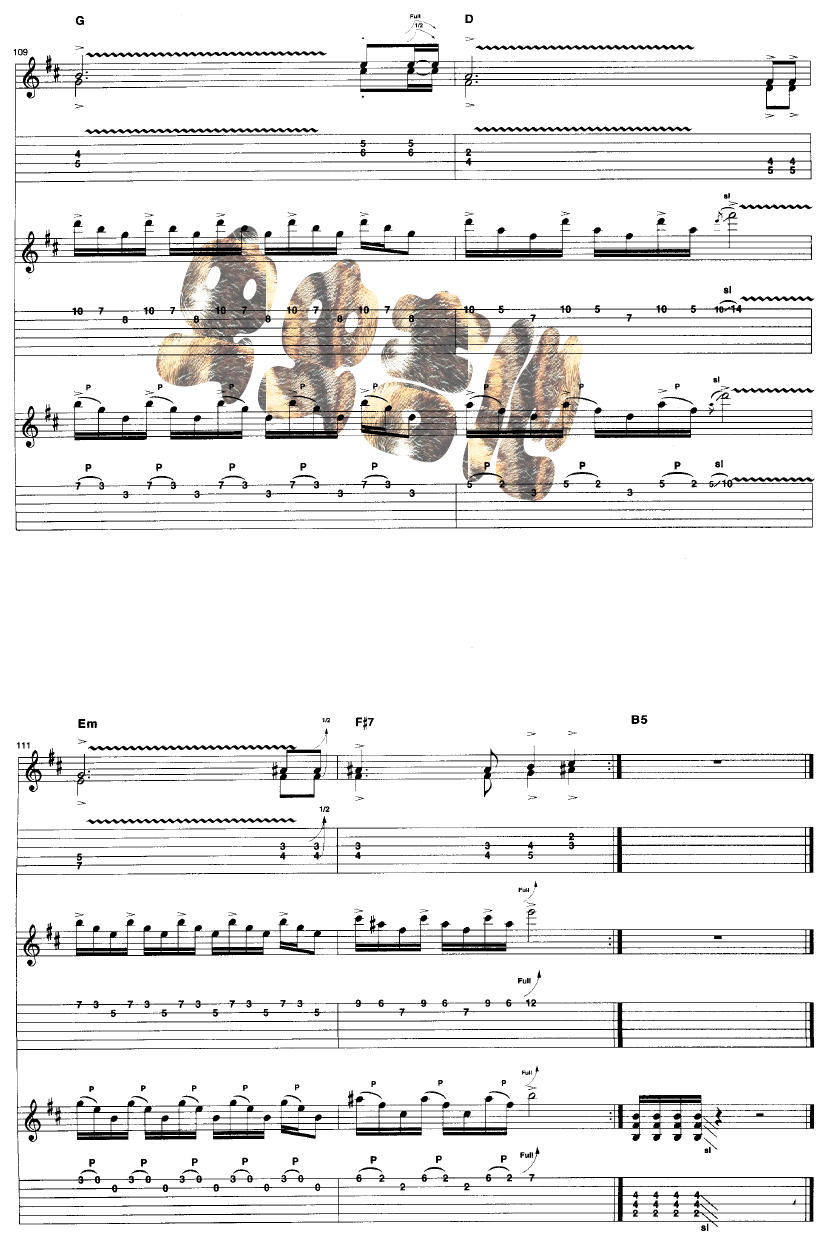 G Full D
1/2
109
5 5
4 6 6 2 4 4
5 4 5 5
sl
sl
10 7 10 7 10 7 10 7 10 7 10 5 10 5 10 5 10 14
8 8 8 8 8 7 7
P P P P P P P P sl
P P P P P P P P sl
7 3 7 3 7 3 7 3 7 3 5 2 5 2 5 2 5 10
3 3 3 3 3 3 3
Em 1/2 F♯7 B5
111
1/2
2
3 3 3 3 4 3
5 4 4 4 4 5
7
Full
Full
7 3 7 3 7 3 7 3 7 3 9 6 9 6 9 6 12
5 5 5 5 5 7 7
P P P P P P P P Full
sl
P P P P P P P P Full
3 0 3 0 3 0 3 0 3 0 6 2 6 2 6 2 7
0 0 0 0 0 2 2
4 4 4 4
4 4 4 4
2 2 2 2
sl